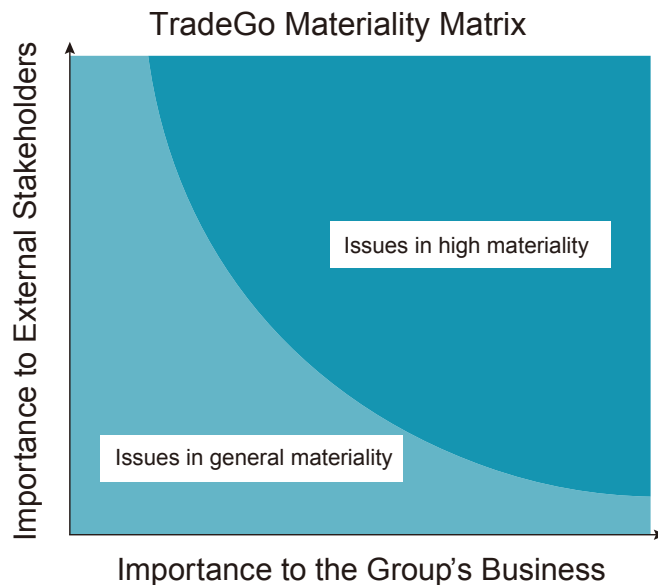 TradeGo Materiality Matrix
Importance to External Stakeholders
Issues in high materiality
Issues in general materiality
Importance to the Group’s Business